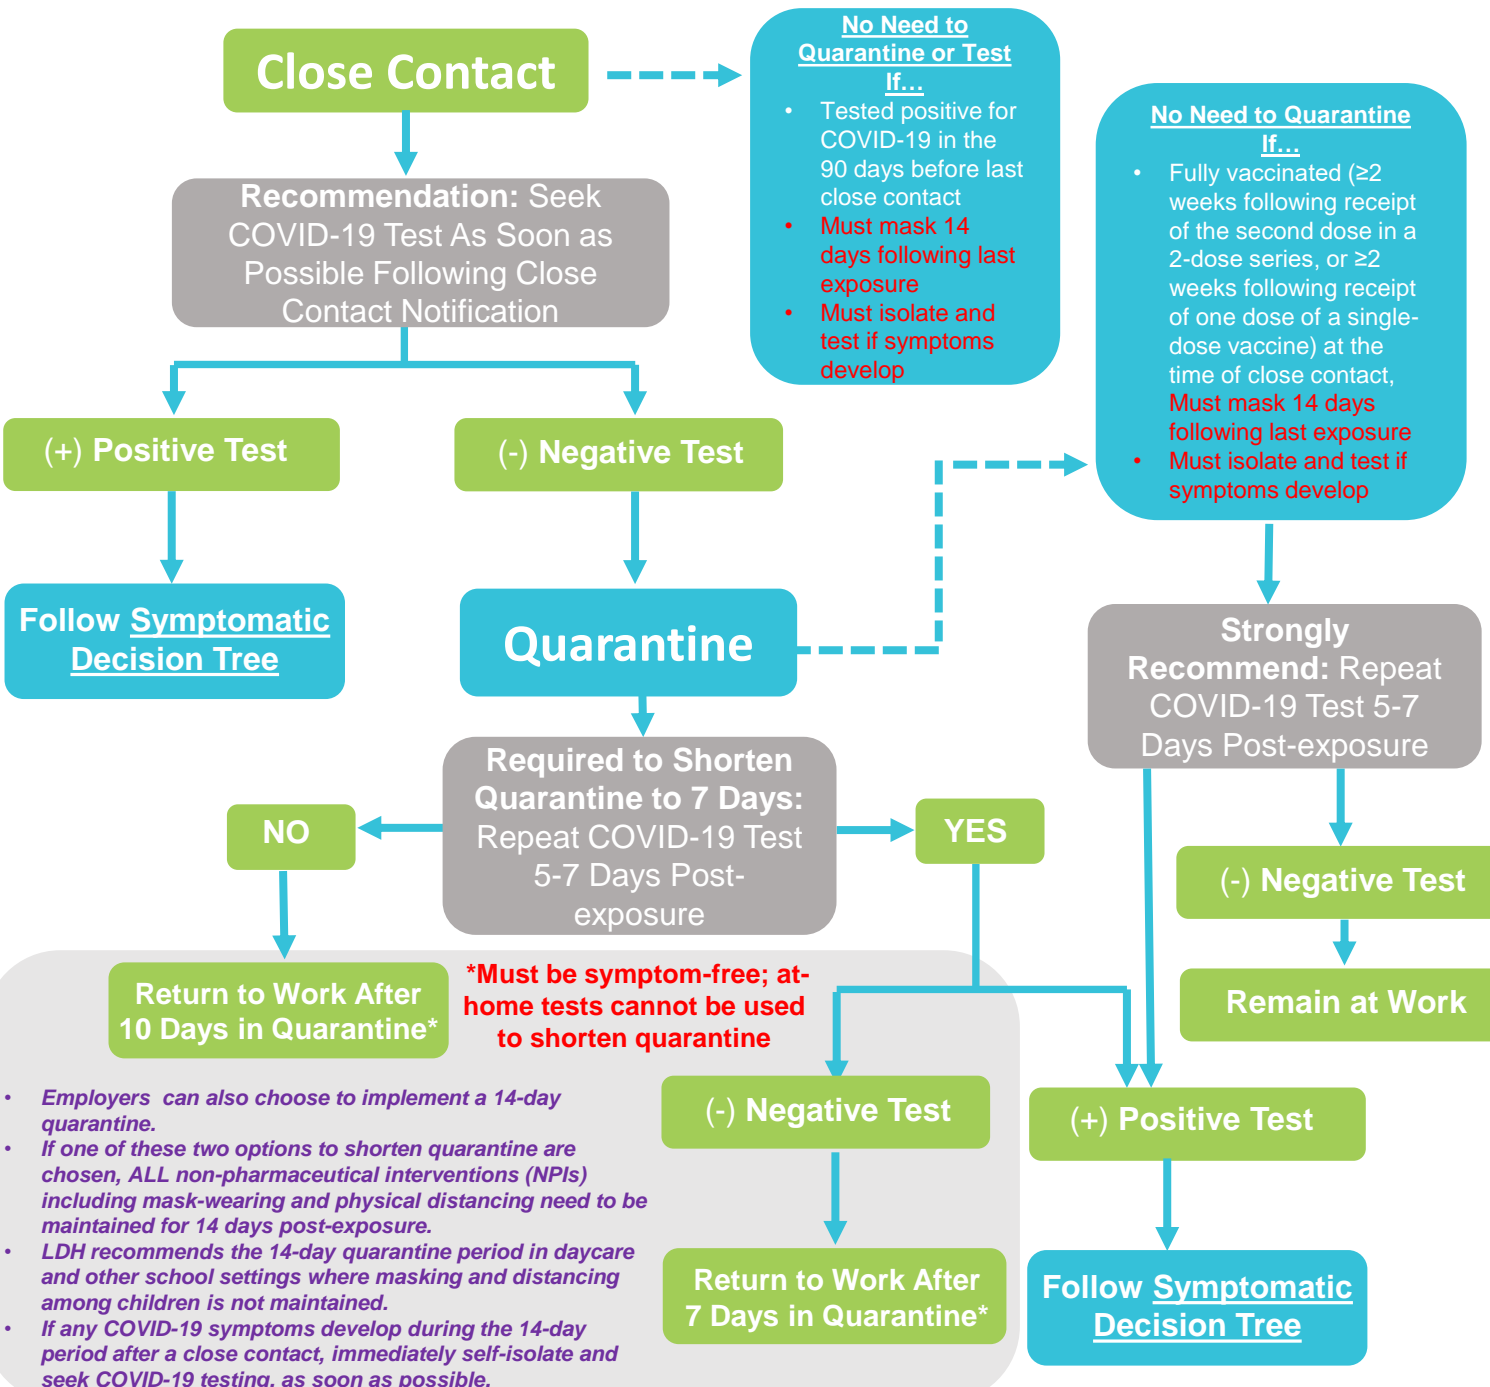 Close Contact
No Need to
Quarantine or Test
If…
• Tested positive for
COVID-19 in the
90 days before last
close contact
• Must mask 14
days following last
exposure
• Must isolate and
test if symptoms
develop
No Need to Quarantine
If…
• Fully vaccinated (≥2
weeks following receipt
of the second dose in a
2-dose series, or ≥2
weeks following receipt
of one dose of a single-
dose vaccine) at the
time of close contact,
Must mask 14 days
following last exposure
• Must isolate and test if
symptoms develop
Recommendation: Seek
COVID-19 Test As Soon as
Possible Following Close
Contact Notification
(+) Positive Test
(-) Negative Test
Follow Symptomatic
Decision Tree
Quarantine
Strongly
Recommend: Repeat
COVID-19 Test 5-7
Days Post-exposure
Required to Shorten
Quarantine to 7 Days:
Repeat COVID-19 Test
5-7 Days Post-
exposure
NO
YES
(-) Negative Test
Remain at Work
Return to Work After
10 Days in Quarantine*
*Must be symptom-free; at-
home tests cannot be used
to shorten quarantine
(-) Negative Test
(+) Positive Test
Return to Work After
7 Days in Quarantine*
Follow Symptomatic
Decision Tree
• Employers can also choose to implement a 14-day
quarantine.
• If one of these two options to shorten quarantine are
chosen, ALL non-pharmaceutical interventions (NPIs)
including mask-wearing and physical distancing need to be
maintained for 14 days post-exposure.
• LDH recommends the 14-day quarantine period in daycare
and other school settings where masking and distancing
among children is not maintained.
• If any COVID-19 symptoms develop during the 14-day
period after a close contact, immediately self-isolate and
seek COVID-19 testing, as soon as possible.